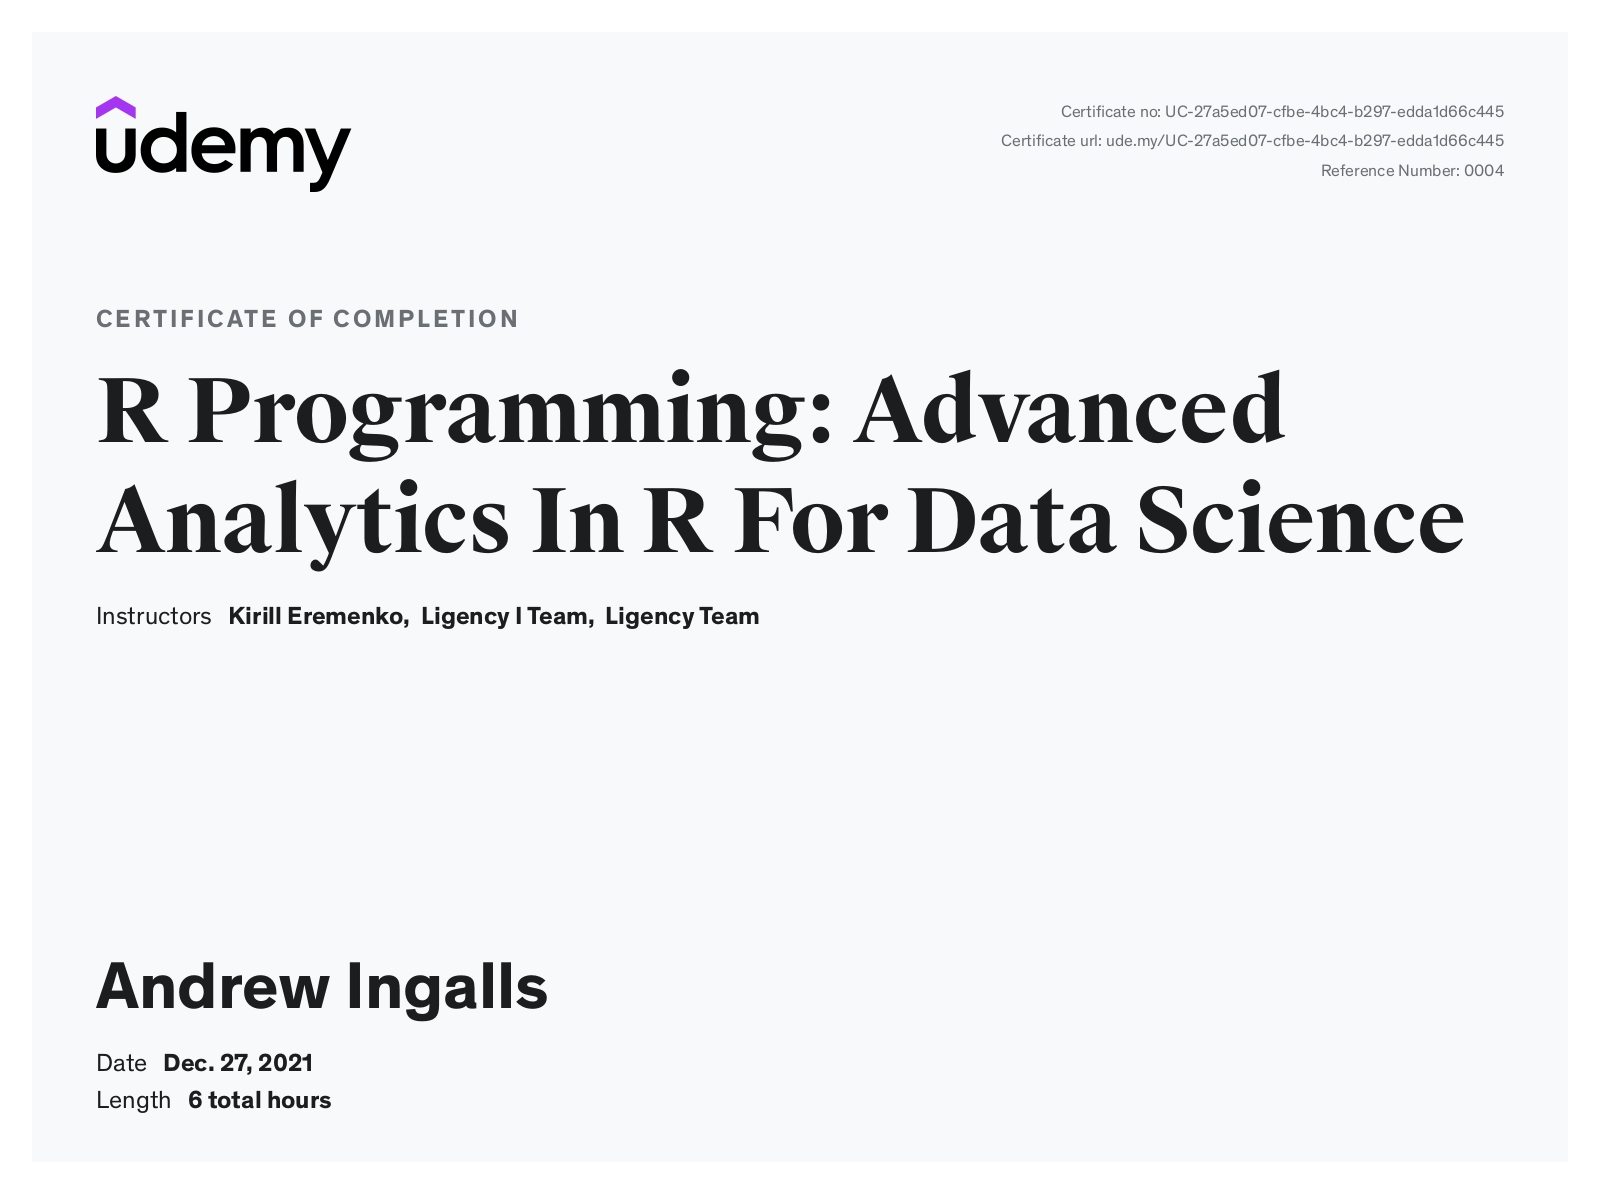 udemy
Certificate no: UC-27a5ed07-cfbe-4bc4-b297-edda1d66c445
Certificate url: ude.my/UC-27a5ed07-cfbe-4bc4-b297-edda1d66c445
Reference Number: 0004
CERTIFICATE OF COMPLETION
R Programming: Advanced
Analytics In R For Data Science
Instructors Kirill Eremenko, Ligency I Team, Ligency Team
Andrew Ingalls
Date Dec. 27, 2021
Length 6 total hours